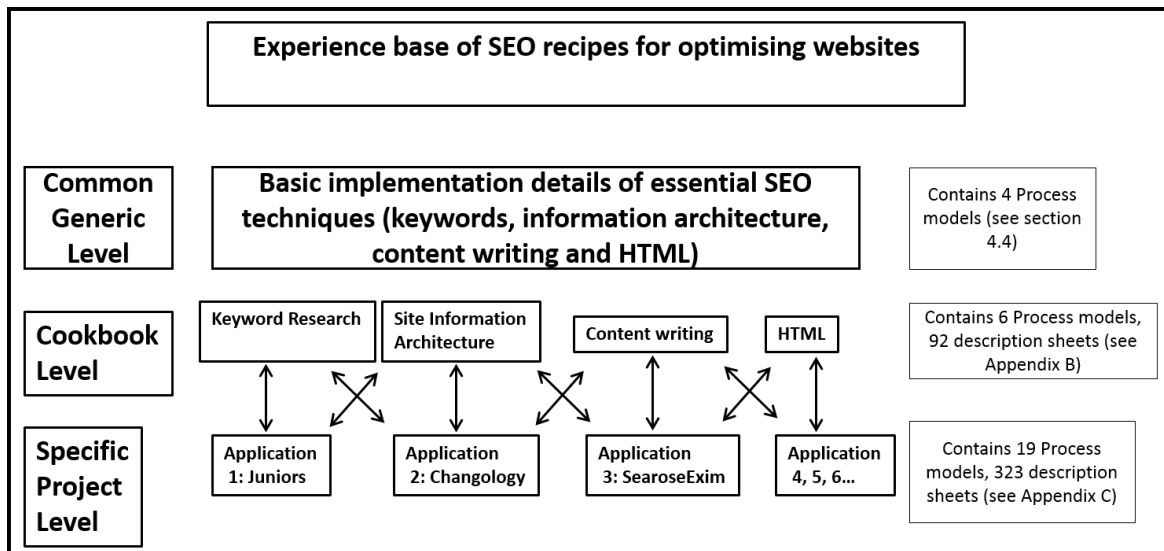 Experience base of SEO recipes for optimising websites
Common
Generic
Level
Basic implementation details of essential SEO
techniques (keywords, information architecture,
content writing and HTML)
Contains 4 Process
models (see section
4.4)
Cookbook
Level
Keyword Research
Site Information
Architecture
Content writing
HTML
Contains 6 Process models,
92 description sheets (see
Appendix B)
Specific
Project
Level
Application
1: Juniors
Application
2: Changology
Application
3: SearoseExim
Application
4, 5, 6...
Contains 19 Process
models, 323 description
sheets (see Appendix C)